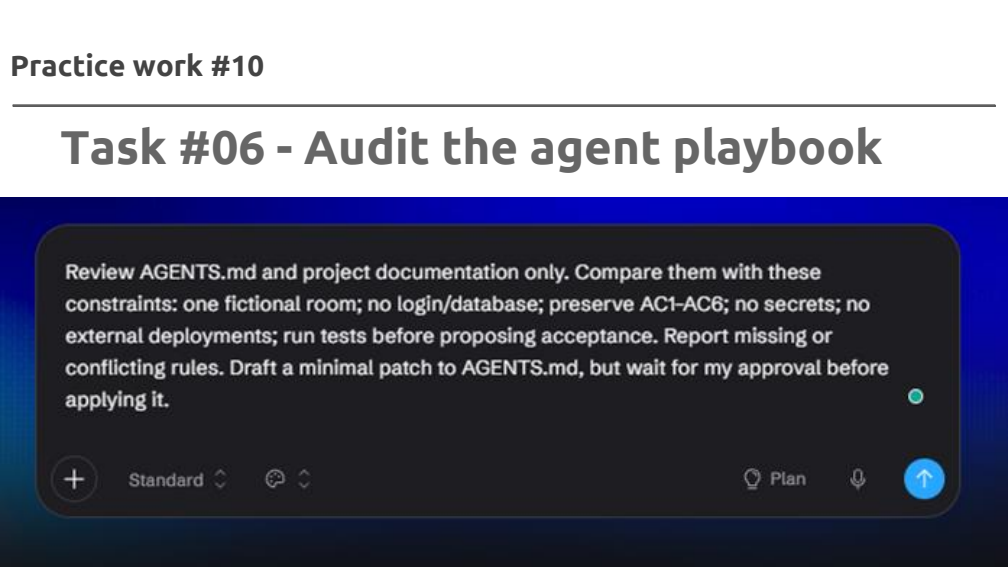 Practice work #10
Task #06 - Audit the agent playbook
Review AGENTS.md and project documentation only. Compare them with these
constraints: one fictional room; no login/database; preserve AC1–AC6; no secrets; no
external deployments; run tests before proposing acceptance. Report missing or
conflicting rules. Draft a minimal patch to AGENTS.md, but wait for my approval before
applying it.
Standard
Plan